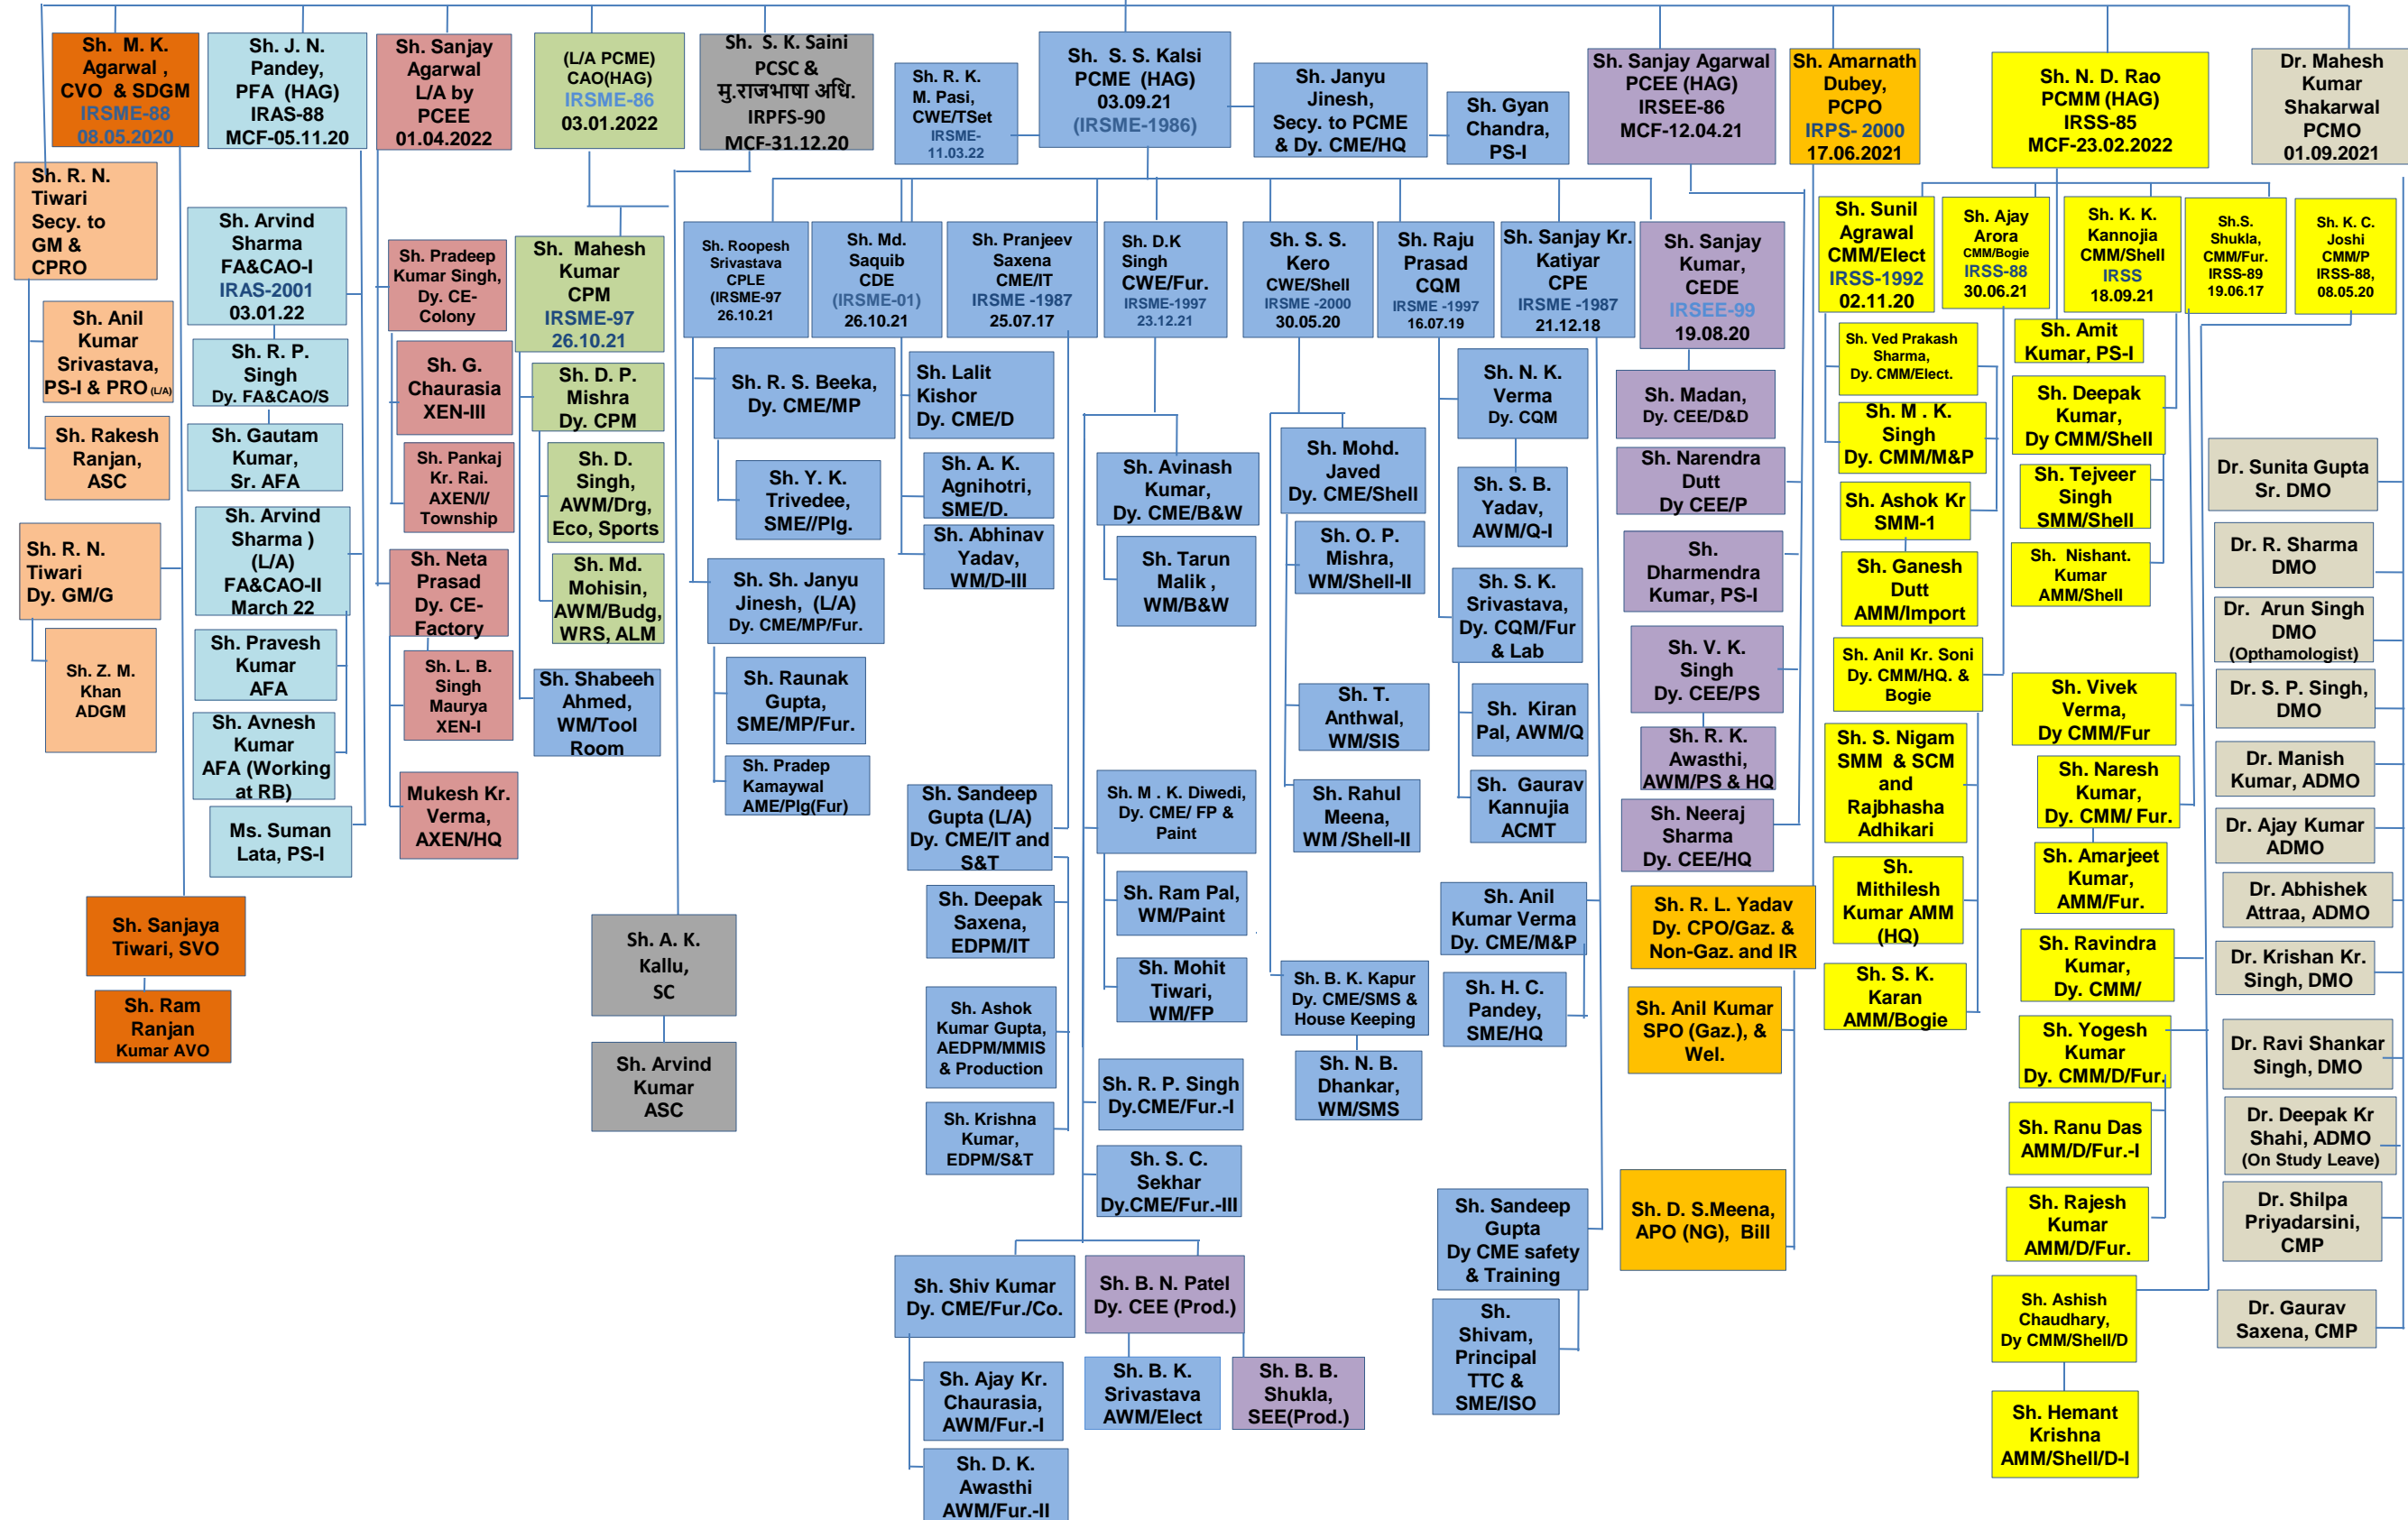 Sh. M. K.
Agarwal ,
CVO & SDGM
IRSME-88
08.05.2020
Sh. J. N.
Pandey,
PFA (HAG)
IRAS-88
MCF-05.11.20
Sh. Sanjay
Agarwal
L/A by
PCEE
01.04.2022
(L/A PCME)
CAO(HAG)
IRSME-86
03.01.2022
Sh. S. K. Saini
PCSC &
मु.राजभाषा अधि.
IRPFS-90
MCF-31.12.20
Sh. R. K.
M. Pasi,
CWE/TSet
IRSME-
11.03.22
Sh. S. S. Kalsi
PCME (HAG)
03.09.21
(IRSME-1986)
Sh. Janyu
Jinesh,
Secy. to PCME
& Dy. CME/HQ
Sh. Gyan
Chandra,
PS-I
Sh. Sanjay Agarwal
PCEE (HAG)
IRSEE-86
MCF-12.04.21
Sh. Amarnath
Dubey,
PCPO
IRPS- 2000
17.06.2021
Sh. N. D. Rao
PCMM (HAG)
IRSS-85
MCF-23.02.2022
Dr. Mahesh
Kumar
Shakarwal
PCMO
01.09.2021
Sh. R. N.
Tiwari
Secy. to
GM &
CPRO
Sh. Anil
Kumar
Srivastava,
PS-I & PRO (L/A)
Sh. Rakesh
Ranjan,
ASC
Sh. R. N.
Tiwari
Dy. GM/G
Sh. Z. M.
Khan
ADGM
Sh. Sanjaya
Tiwari, SVO
Sh. Ram
Ranjan
Kumar AVO
Sh. Arvind
Sharma
FA&CAO-I
IRAS-2001
03.01.22
Sh. R. P.
Singh
Dy. FA&CAO/S
Sh. Gautam
Kumar,
Sr. AFA
Sh. Arvind
Sharma )
(L/A)
FA&CAO-II
March 22
Sh. Pravesh
Kumar
AFA
Sh. Avnesh
Kumar
AFA (Working
at RB)
Ms. Suman
Lata, PS-I
Sh. Pradeep
Kumar Singh,
Dy. CE-
Colony
Sh. G.
Chaurasia
XEN-III
Sh. Pankaj
Kr. Rai.
AXEN/I/
Township
Sh. Neta
Prasad
Dy. CE-
Factory
Sh. L. B.
Singh
Maurya
XEN-I
Mukesh Kr.
Verma,
AXEN/HQ
Sh. Mahesh
Kumar
CPM
IRSME-97
26.10.21
Sh. D. P.
Mishra
Dy. CPM
Sh. D.
Singh,
AWM/Drg,
Eco, Sports
Sh. Md.
Mohisin,
AWM/Budg,
WRS, ALM
Sh. Shabeeh
Ahmed,
WM/Tool
Room
Sh. A. K.
Kallu,
SC
Sh. Arvind
Kumar
ASC
Sh. Roopesh
Srivastava
CPLE
(IRSME-97
26.10.21
Sh. R. S. Beeka,
Dy. CME/MP
Sh. Y. K.
Trivedee,
SME//Plg.
Sh. Sh. Janyu
Jinesh, (L/A)
Dy. CME/MP/Fur.
Sh. Raunak
Gupta,
SME/MP/Fur.
Sh. Pradep
Kamaywal
AME/Plg(Fur)
Sh. Md.
Saquib
CDE
(IRSME-01)
26.10.21
Sh. Lalit
Kishor
Dy. CME/D
Sh. A. K.
Agnihotri,
SME/D.
Sh. Abhinav
Yadav,
WM/D-III
Sh. Pranjeev
Saxena
CME/IT
IRSME -1987
25.07.17
Sh. Sandeep
Gupta (L/A)
Dy. CME/IT and
S&T
Sh. Deepak
Saxena,
EDPM/IT
Sh. Ashok
Kumar Gupta,
AEDPM/MMIS
& Production
Sh. Krishna
Kumar,
EDPM/S&T
Sh. D.K
Singh
CWE/Fur.
IRSME-1997
23.12.21
Sh. Avinash
Kumar,
Dy. CME/B&W
Sh. Tarun
Malik ,
WM/B&W
Sh. M . K. Diwedi,
Dy. CME/ FP &
Paint
Sh. Ram Pal,
WM/Paint
Sh. Mohit
Tiwari,
WM/FP
Sh. R. P. Singh
Dy.CME/Fur.-I
Sh. S. C.
Sekhar
Dy.CME/Fur.-III
Sh. Shiv Kumar
Dy. CME/Fur./Co.
Sh. Ajay Kr.
Chaurasia,
AWM/Fur.-I
Sh. D. K.
Awasthi
AWM/Fur.-II
Sh. B. N. Patel
Dy. CEE (Prod.)
Sh. B. K.
Srivastava
AWM/Elect
Sh. B. B.
Shukla,
SEE(Prod.)
Sh. S. S.
Kero
CWE/Shell
IRSME -2000
30.05.20
Sh. Mohd.
Javed
Dy. CME/Shell
Sh. O. P.
Mishra,
WM/Shell-II
Sh. T.
Anthwal,
WM/SIS
Sh. Rahul
Meena,
WM /Shell-II
Sh. B. K. Kapur
Dy. CME/SMS &
House Keeping
Sh. N. B.
Dhankar,
WM/SMS
Sh. Raju
Prasad
CQM
IRSME -1997
16.07.19
Sh. N. K.
Verma
Dy. CQM
Sh. S. B.
Yadav,
AWM/Q-I
Sh. S. K.
Srivastava,
Dy. CQM/Fur
& Lab
Sh. Kiran
Pal, AWM/Q
Sh. Gaurav
Kannujia
ACMT
Sh. Sanjay Kr.
Katiyar
CPE
IRSME -1987
21.12.18
Sh. Anil
Kumar Verma
Dy. CME/M&P
Sh. H. C.
Pandey,
SME/HQ
Sh. Sandeep
Gupta
Dy CME safety
& Training
Sh.
Shivam,
Principal
TTC &
SME/ISO
Sh. Sanjay
Kumar,
CEDE
IRSEE-99
19.08.20
Sh. Madan,
Dy. CEE/D&D
Sh. Narendra
Dutt
Dy CEE/P
Sh.
Dharmendra
Kumar, PS-I
Sh. V. K.
Singh
Dy. CEE/PS
Sh. R. K.
Awasthi,
AWM/PS & HQ
Sh. Neeraj
Sharma
Dy. CEE/HQ
Sh. R. L. Yadav
Dy. CPO/Gaz. &
Non-Gaz. and IR
Sh. Anil Kumar
SPO (Gaz.), &
Wel.
Sh. D. S.Meena,
APO (NG), Bill
Sh. Sunil
Agrawal
CMM/Elect
IRSS-1992
02.11.20
Sh. Ved Prakash
Sharma,
Dy. CMM/Elect.
Sh. M . K.
Singh
Dy. CMM/M&P
Sh. Ashok Kr
SMM-1
Sh. Ganesh
Dutt
AMM/Import
Sh. Ajay
Arora
CMM/Bogie
IRSS-88
30.06.21
Sh. Anil Kr. Soni
Dy. CMM/HQ. &
Bogie
Sh. S. Nigam
SMM & SCM
and
Rajbhasha
Adhikari
Sh.
Mithilesh
Kumar AMM
(HQ)
Sh. S. K.
Karan
AMM/Bogie
Sh. K. K.
Kannojia
CMM/Shell
IRSS
18.09.21
Sh. Amit
Kumar, PS-I
Sh. Deepak
Kumar,
Dy CMM/Shell
Sh. Tejveer
Singh
SMM/Shell
Sh. Nishant.
Kumar
AMM/Shell
Sh.S.
Shukla,
CMM/Fur.
IRSS-89
19.06.17
Sh. Vivek
Verma,
Dy CMM/Fur
Sh. Naresh
Kumar,
Dy. CMM/ Fur.
Sh. Amarjeet
Kumar,
AMM/Fur.
Sh. Ravindra
Kumar,
Dy. CMM/
Sh. K. C.
Joshi
CMM/P
IRSS-88,
08.05.20
Sh. Yogesh
Kumar
Dy. CMM/D/Fur.
Sh. Ranu Das
AMM/D/Fur.-I
Sh. Rajesh
Kumar
AMM/D/Fur.
Sh. Ashish
Chaudhary,
Dy CMM/Shell/D
Sh. Hemant
Krishna
AMM/Shell/D-I
Dr. Sunita Gupta
Sr. DMO
Dr. R. Sharma
DMO
Dr. Arun Singh
DMO
(Opthamologist)
Dr. S. P. Singh,
DMO
Dr. Manish
Kumar, ADMO
Dr. Ajay Kumar
ADMO
Dr. Abhishek
Attraa, ADMO
Dr. Krishan Kr.
Singh, DMO
Dr. Ravi Shankar
Singh, DMO
Dr. Deepak Kr
Shahi, ADMO
(On Study Leave)
Dr. Shilpa
Priyadarsini,
CMP
Dr. Gaurav
Saxena, CMP